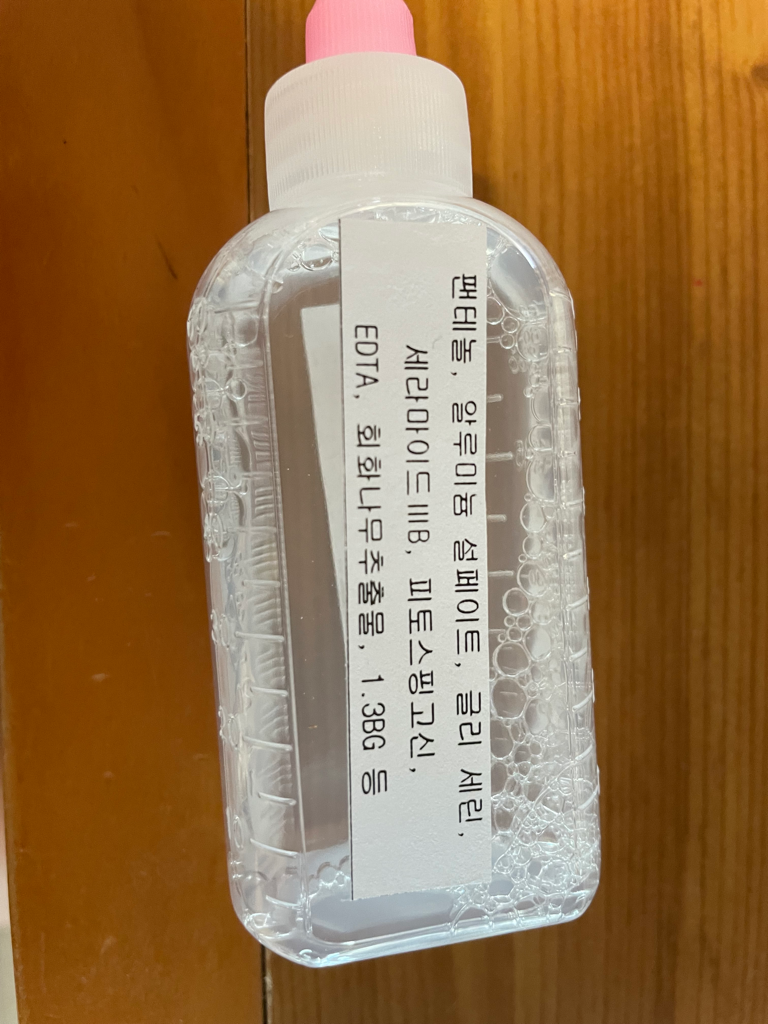 팬테놀, 알루미늄 설페이트, 글리 세린,
세라마이드ⅢB, 피토스핑고신,
EDTA, 회화나무추출물, 1.3BG 등